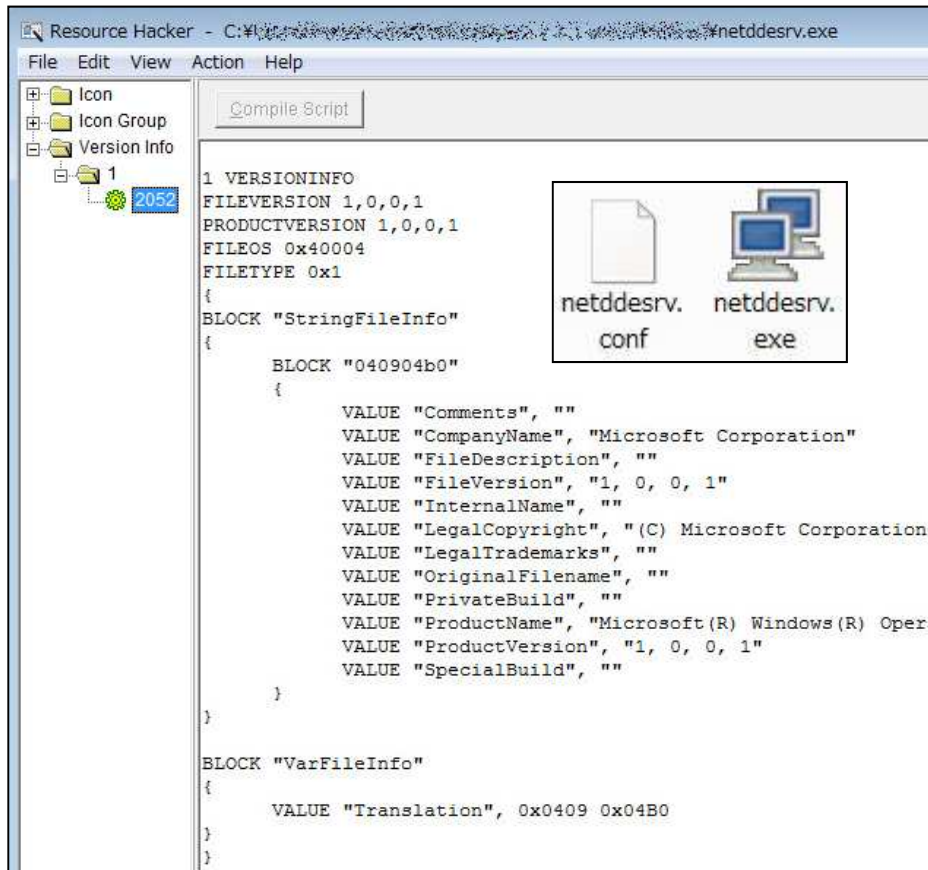 Resource Hacker - C:¥ ¥netddesrv.exe
File Edit View Action Help
Icon
Icon Group
Version Info
1
2052
Compile Script
1 VERSIONINFO
FILEVERSION 1,0,0,1
PRODUCTVERSION 1,0,0,1
FILEOS 0x40004
FILETYPE 0x1
{
BLOCK "StringFileInfo"
{
BLOCK "040904b0"
{
VALUE "Comments", ""
VALUE "CompanyName", "Microsoft Corporation"
VALUE "FileDescription", ""
VALUE "FileVersion", "1, 0, 0, 1"
VALUE "InternalName", ""
VALUE "LegalCopyright", "(C) Microsoft Corporation
VALUE "LegalTrademarks", ""
VALUE "OriginalFilename", ""
VALUE "PrivateBuild", ""
VALUE "ProductName", "Microsoft(R) Windows(R) Oper
VALUE "ProductVersion", "1, 0, 0, 1"
VALUE "SpecialBuild", ""
}
}
BLOCK "VarFileInfo"
{
VALUE "Translation", 0x0409 0x04B0
}
}
netddesrv.
conf
netddesrv.
exe